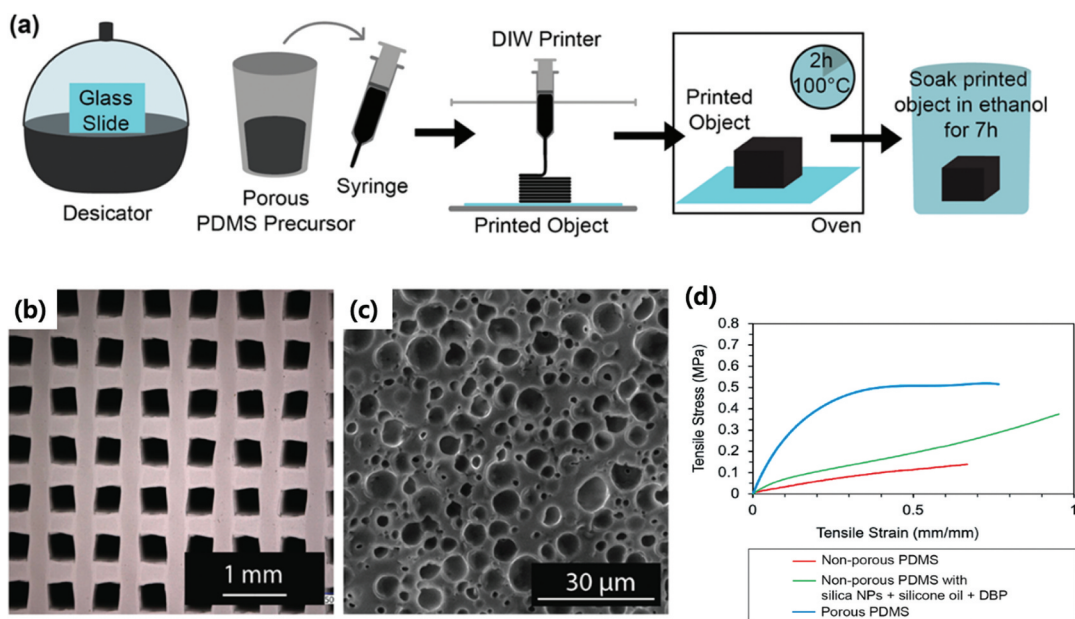 (a)
Glass
Slide
Desicator
Porous
PDMS Precursor
Syringe
DIW Printer
Printed Object
2h
100°C
Printed
Object
Oven
Soak printed
object in ethanol
for 7h
(b)
1 mm
(c)
30 µm
(d)
Tensile Stress (MPa)
0.8
0.7
0.6
0.5
0.4
0.3
0.2
0.1
0
0
0.5
1
Tensile Strain (mm/mm)
Non-porous PDMS
Non-porous PDMS with
silica NPs + silicone oil + DBP
Porous PDMS